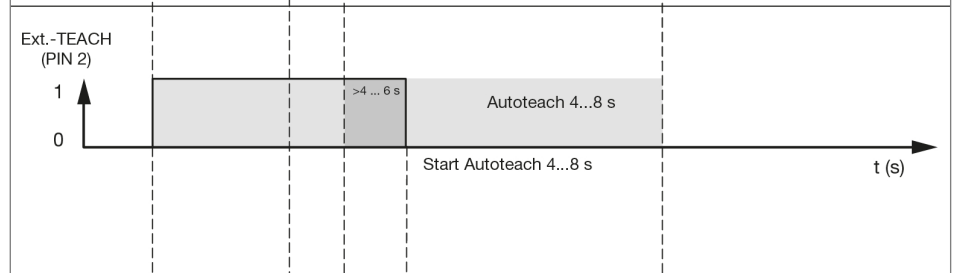 Ext.-TEACH
(PIN 2)
1
>4 ... 6 s
Autoteach 4...8 s
0
Start Autoteach 4...8 s
t (s)